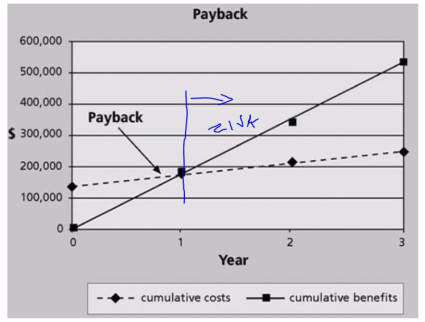 Payback
600,000
500,000
400,000
Payback
$ 300,000
200,000
100,000
0
0 1 2 3
Year
cumulative costs cumulative benefits